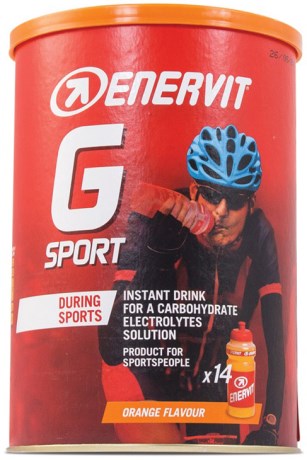 ENERVIT
G
SPORT
DURING
SPORTS
INSTANT DRINK
FOR A CARBOHYDRATE
ELECTROLYTES
SOLUTION
PRODUCT FOR
SPORTSPEOPLE
x14
ENERVIT
ORANGE FLAVOUR